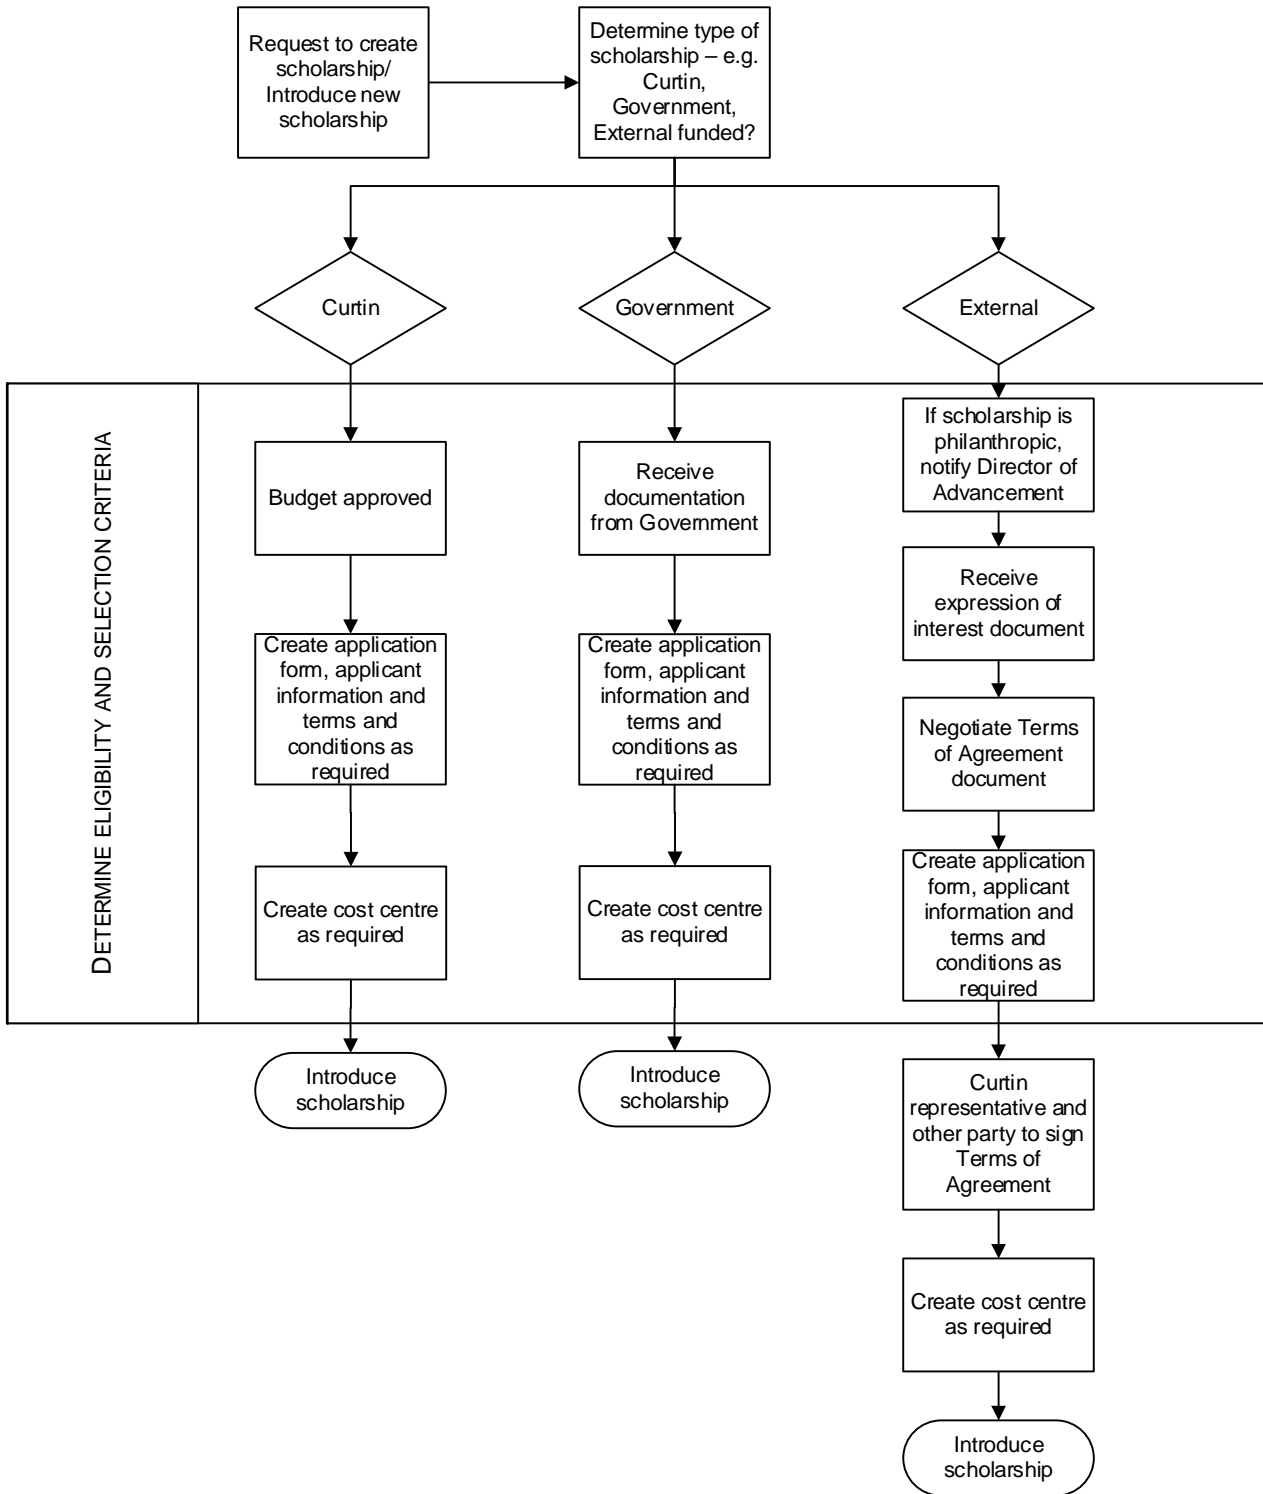 Request to create
scholarship/
Introduce new
scholarship
Determine type of
scholarship – e.g.
Curtin,
Government,
External funded?
Curtin
Government
External
DETERMINE ELIGIBILITY AND SELECTION CRITERIA
Budget approved
Create application
form, applicant
information and
terms and
conditions as
required
Create cost centre
as required
Introduce
scholarship
Receive
documentation
from Government
Create application
form, applicant
information and
terms and
conditions as
required
Create cost centre
as required
Introduce
scholarship
If scholarship is
philanthropic,
notify Director of
Advancement
Receive
expression of
interest document
Negotiate Terms
of Agreement
document
Create application
form, applicant
information and
terms and
conditions as
required
Curtin
representative and
other party to sign
Terms of
Agreement
Create cost centre
as required
Introduce
scholarship